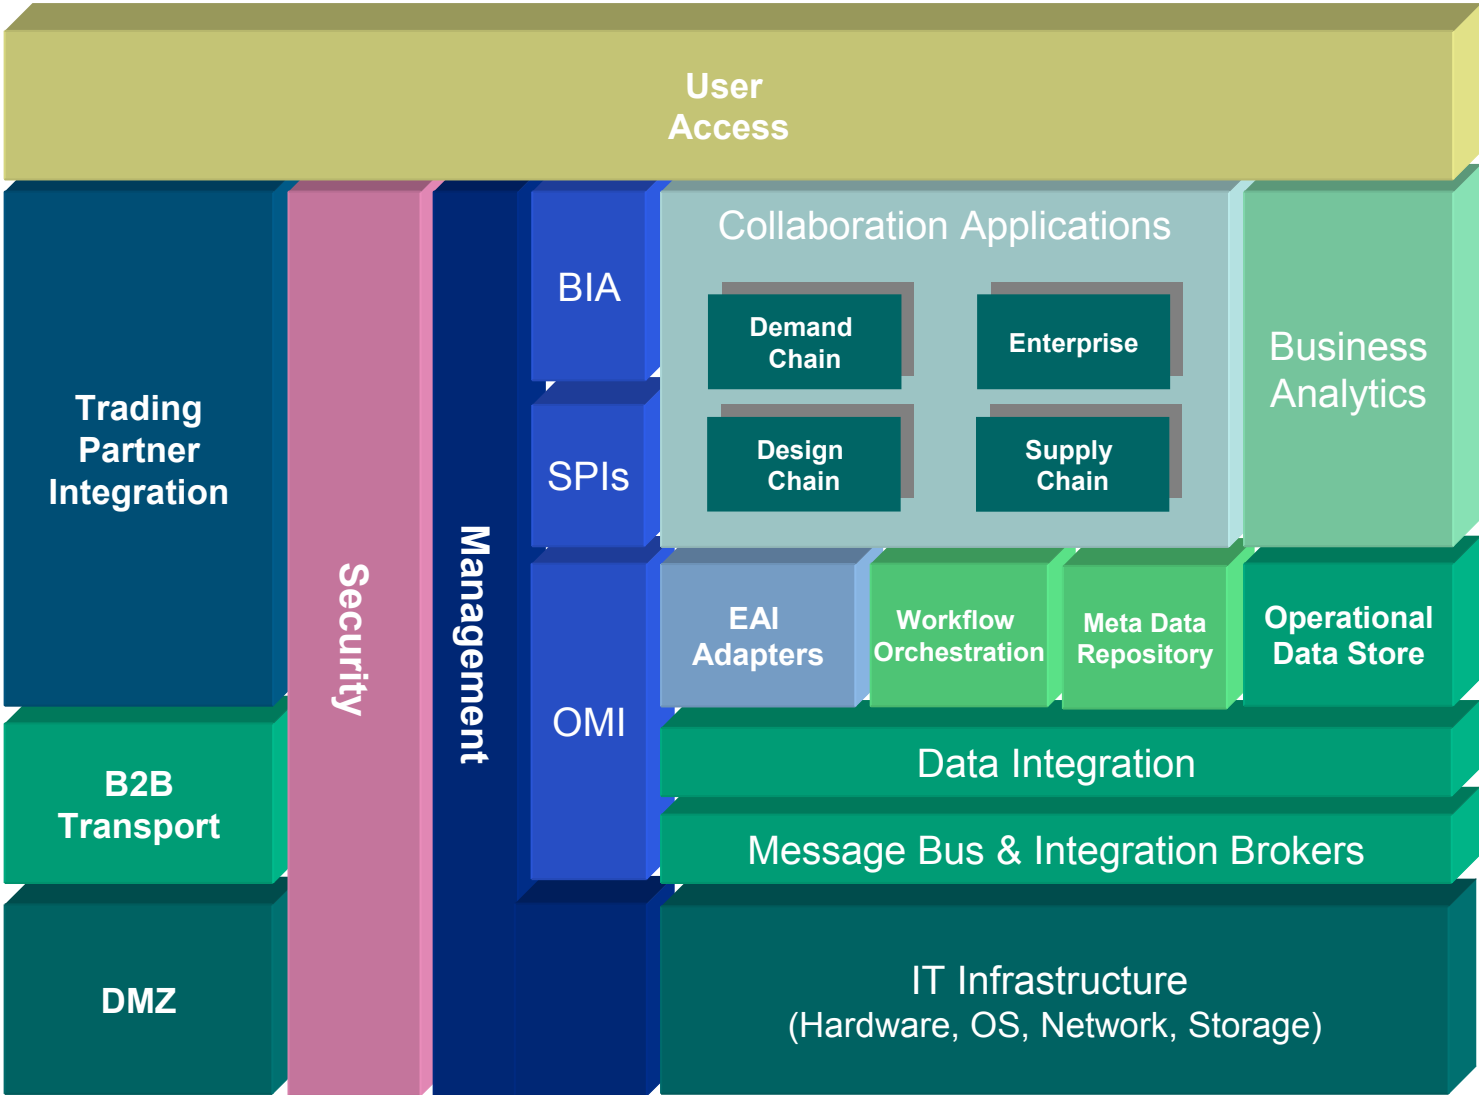 User
Access
Trading
Partner
Integration
B2B
Transport
DMZ
Security
Management
BIA
SPIs
OMI
Collaboration Applications
Demand
Chain
Enterprise
Design
Chain
Supply
Chain
Business
Analytics
EAI
Adapters
Workflow
Orchestration
Meta Data
Repository
Operational
Data Store
Data Integration
Message Bus & Integration Brokers
IT Infrastructure
(Hardware, OS, Network, Storage)